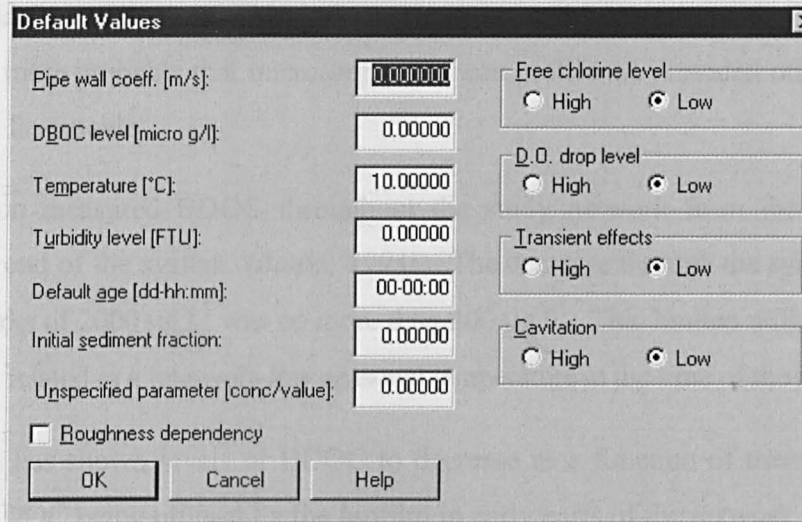 Default Values
Pipe wall coeff. [m/s]: 0.000000
DBOC level [micro g/l]: 0.00000
Temperature [°C]: 10.00000
Turbidity level [FTU]: 0.00000
Default age [dd-hh:mm]: 00-00:00
Initial sediment fraction: 0.00000
Unspecified parameter [conc/value]: 0.00000
Roughness dependency
OK Cancel Help
Free chlorine level
High Low
D.O. drop level
High Low
Transient effects
High Low
Cavitation
High Low